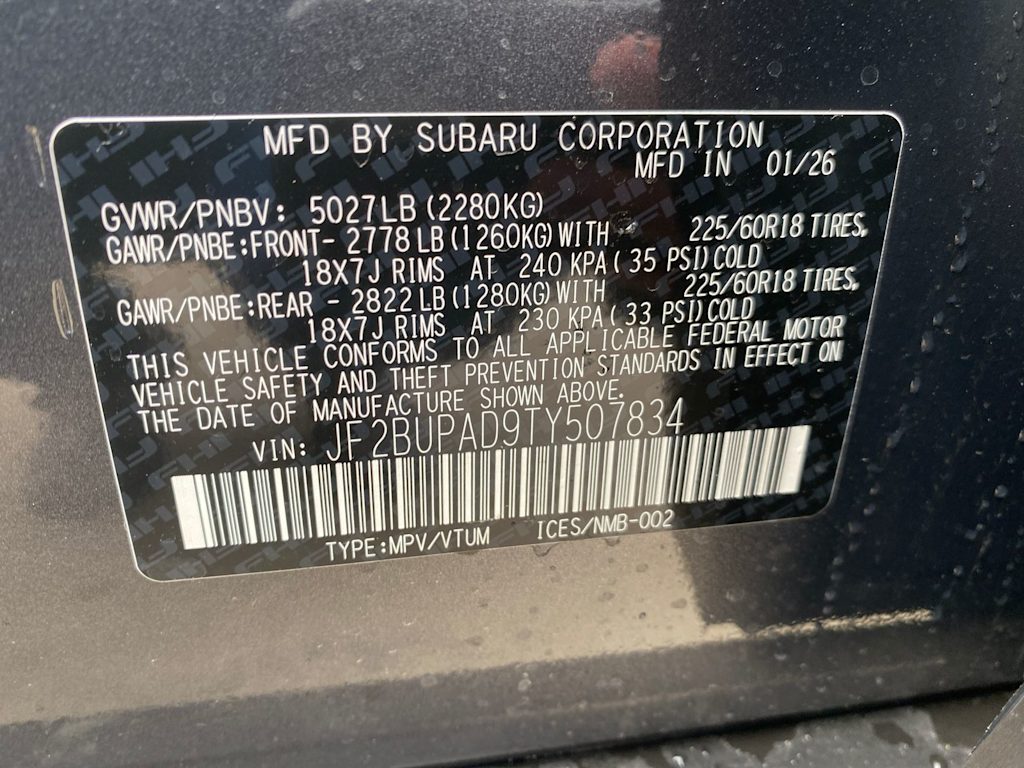 MFD BY SUBARU CORPORATION
MFD IN 01/26
GVWR/PNBV: 5027LB (2280KG)
GAWR/PNBE:FRONT- 2778 LB (1260KG) WITH 225/60R18 TIRES,
18X7J RIMS AT 240 KPA ( 35 PSI) COLD
GAWR/PNBE:REAR - 2822 LB (1280KG) WITH 225/60R18 TIRES,
18X7J RIMS AT 230 KPA ( 33 PSI) COLD
THIS VEHICLE CONFORMS TO ALL APPLICABLE FEDERAL MOTOR
VEHICLE SAFETY AND THEFT PREVENTION STANDARDS IN EFFECT ON
THE DATE OF MANUFACTURE SHOWN ABOVE.
VIN: JF2BUPAD9TY507834
TYPE:MPV/VTUM ICES/NMB-002